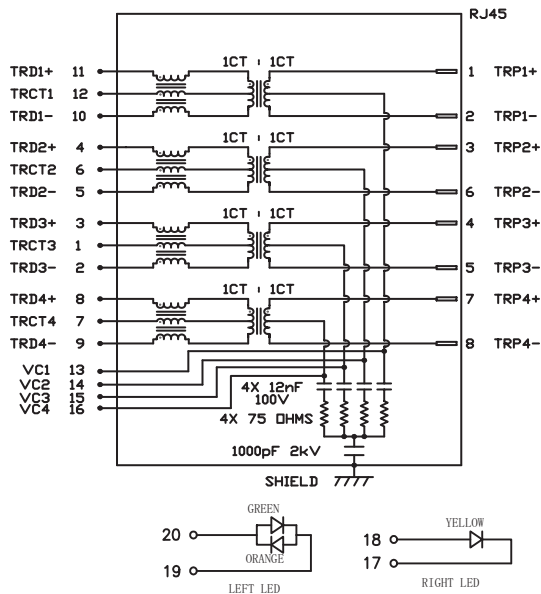 RJ45
1CT 1CT
TRD1+ 11 1 TRP1+
TRCT1 12
TRD1- 10 2 TRP1-
1CT 1CT
TRD2+ 4 3 TRP2+
TRCT2 6
TRD2- 5 6 TRP2-
1CT 1CT
TRD3+ 3 4 TRP3+
TRCT3 1
TRD3- 2 5 TRP3-
1CT 1CT
TRD4+ 8 7 TRP4+
TRCT4 7
TRD4- 9 8 TRP4-
VC1 13
VC2 14
VC3 15
VC4 16
4X 12nF
100V
4X 75 OHMS
1000pF 2kV
SHIELD
GREEN
20
ORANGE
19
LEFT LED
YELLOW
18
17
RIGHT LED